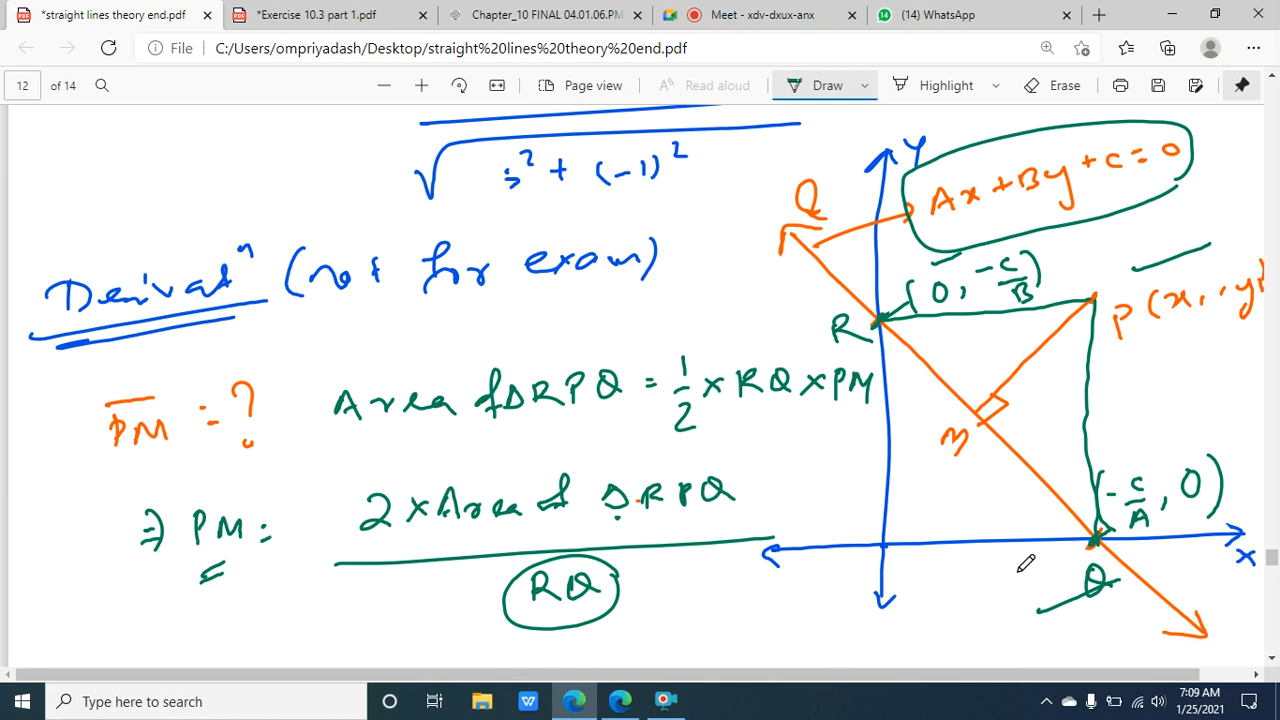 *straight lines theory end.pdf
*Exercise 10.3 part 1.pdf
Chapter_10 FINAL 04.01.06.PM
Meet - xdv-dxux-anx
(14) WhatsApp
File
C:/Users/ompriyadash/Desktop/straight%20lines%20theory%20end.pdf
12 of 14
Page view
Read aloud
Draw
Highlight
Erase
√ 3² + (-1)²
Y
Q
Ax + By + C = 0
Derivatⁿ (not for exam)
(0, -C/B)
R
P(x, , y
PM = ?
Area of Δ RPQ = 1/2 × RQ × PM
M
(-C/A, 0)
⇒ PM = 2 × Area of Δ RPQ / RQ
X
Q
Type here to search
7:09 AM
1/25/2021